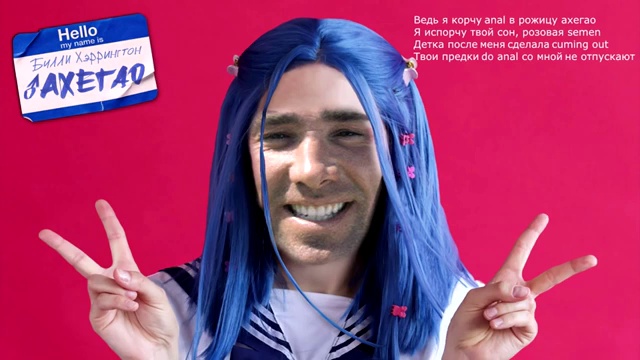 Hello
my name is
Билли Хэррингтон
♂АХЕГАО
Ведь я корчу anal в рожицу ахегао
Я испорчу твой сон, розовая semen
Детка после меня сделала cuming out
Твои предки do anal со мной не отпускают